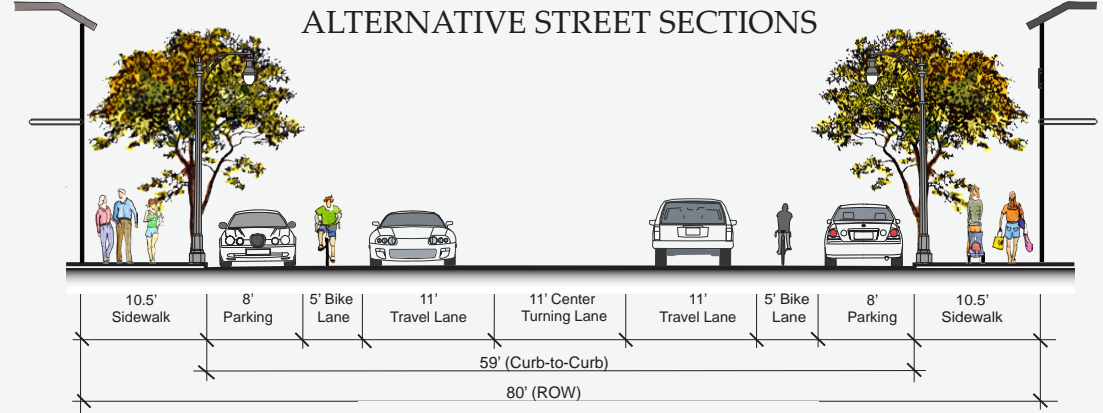 ALTERNATIVE STREET SECTIONS
10.5’
Sidewalk
8’
Parking
5’ Bike
Lane
11’
Travel Lane
11’ Center
Turning Lane
11’
Travel Lane
5’ Bike
Lane
8’
Parking
10.5’
Sidewalk
59’ (Curb-to-Curb)
80’ (ROW)